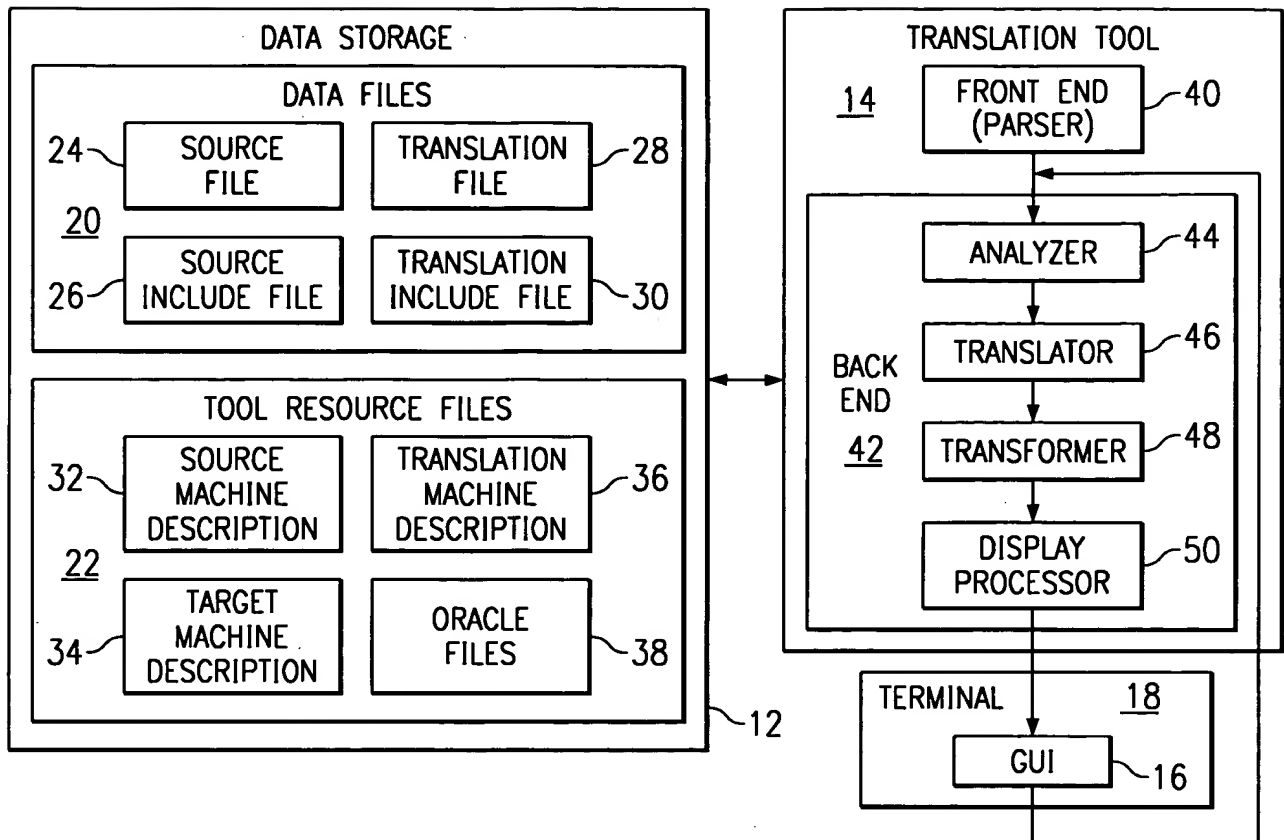 DATA STORAGE
DATA FILES
24
SOURCE
FILE
TRANSLATION
FILE
28
20
26
SOURCE
INCLUDE FILE
TRANSLATION
INCLUDE FILE
30
TOOL RESOURCE FILES
32
SOURCE
MACHINE
DESCRIPTION
TRANSLATION
MACHINE
DESCRIPTION
36
22
34
TARGET
MACHINE
DESCRIPTION
ORACLE
FILES
38
12
TRANSLATION TOOL
14
FRONT END
(PARSER)
40
ANALYZER
44
TRANSLATOR
46
BACK
END
42
TRANSFORMER
48
DISPLAY
PROCESSOR
50
TERMINAL
18
GUI
16